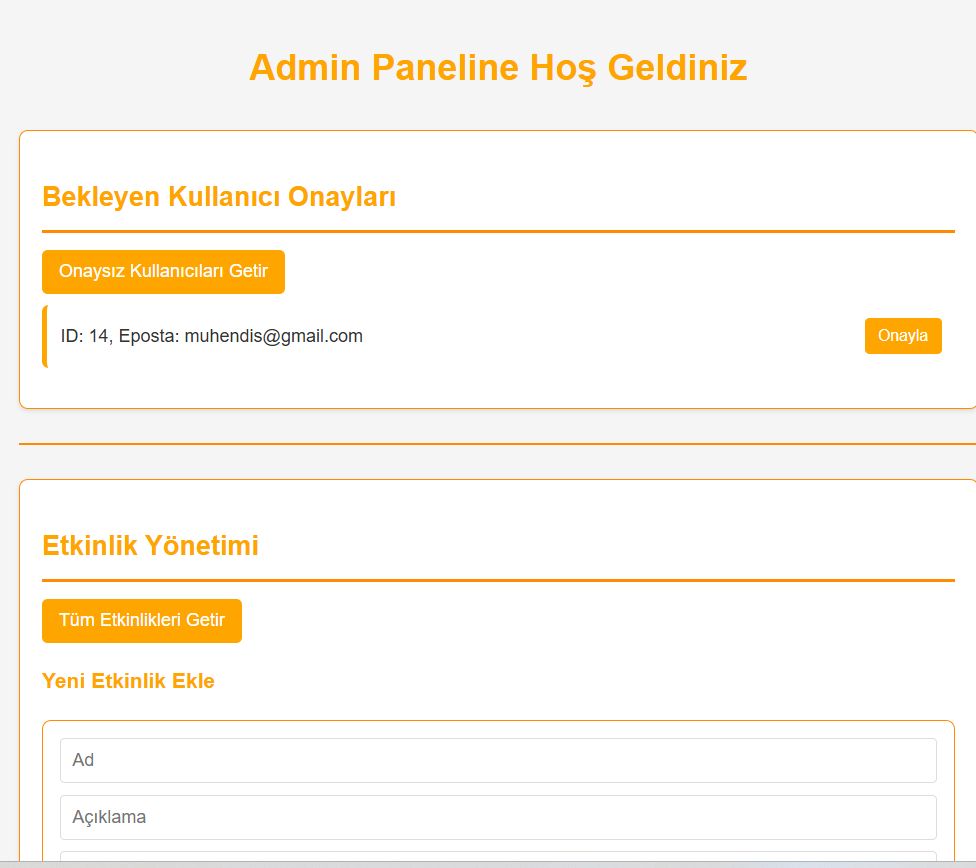 Admin Paneline Hoş Geldiniz
Bekleyen Kullanıcı Onayları
Onaysız Kullanıcıları Getir
ID: 14, Eposta: muhendis@gmail.com
Onayla
Etkinlik Yönetimi
Tüm Etkinlikleri Getir
Yeni Etkinlik Ekle
Ad
Açıklama